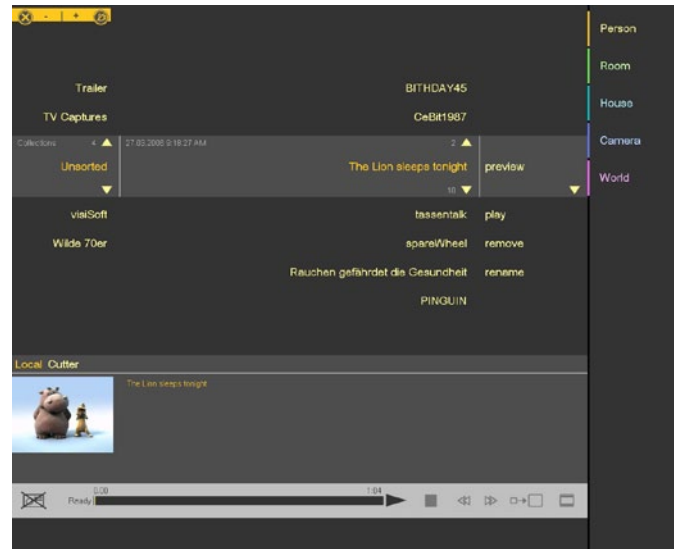 - +
Person
Room
Trailer BITHDAY45
House
TV Captures CeBit1987
Collections 4 27.03.2005 9:18:27 AM 2
Camera
Unsorted The Lion sleeps tonight preview
World
10
visiSoft tassentalk play
Wilde 70er spareWheel remove
Rauchen gefährdet die Gesundheit rename
PINGUIN
Local Cutter
The Lion sleeps tonight
0.00 1:04
Ready